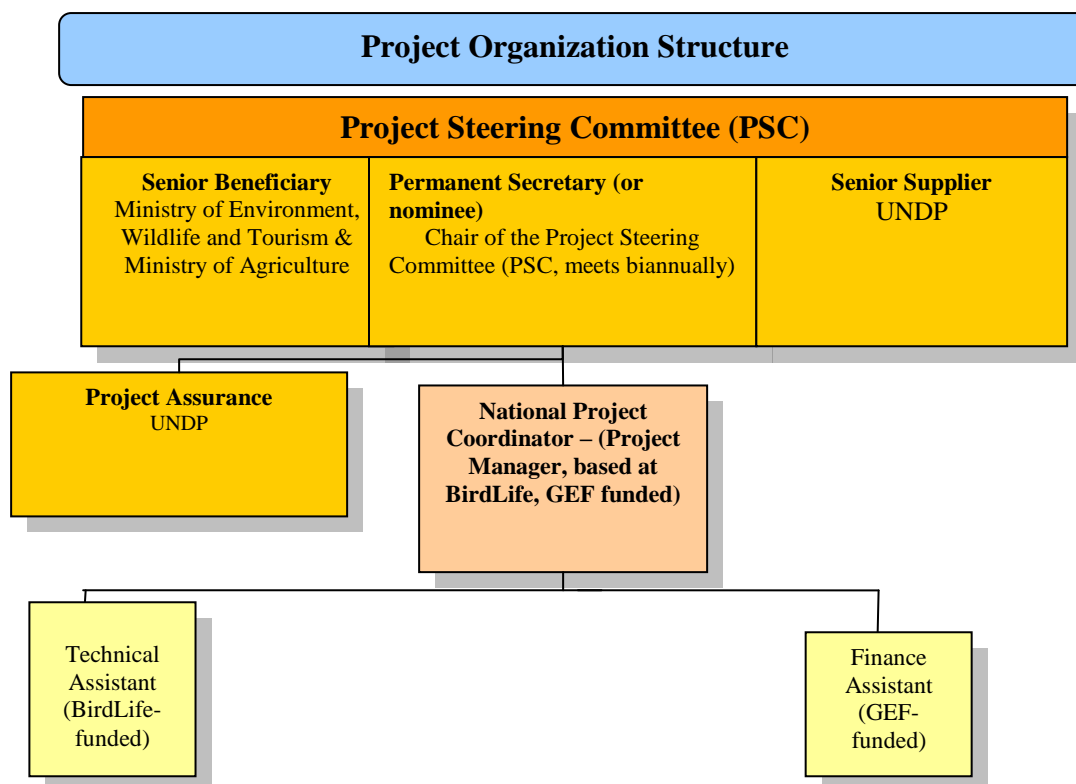 Project Organization Structure
Project Steering Committee (PSC)
Senior Beneficiary
Ministry of Environment,
Wildlife and Tourism &
Ministry of Agriculture
Permanent Secretary (or
nominee)
Chair of the Project Steering
Committee (PSC, meets biannually)
Senior Supplier
UNDP
Project Assurance
UNDP
National Project
Coordinator – (Project
Manager, based at
BirdLife, GEF funded)
Technical
Assistant
(BirdLife-
funded)
Finance
Assistant
(GEF-
funded)